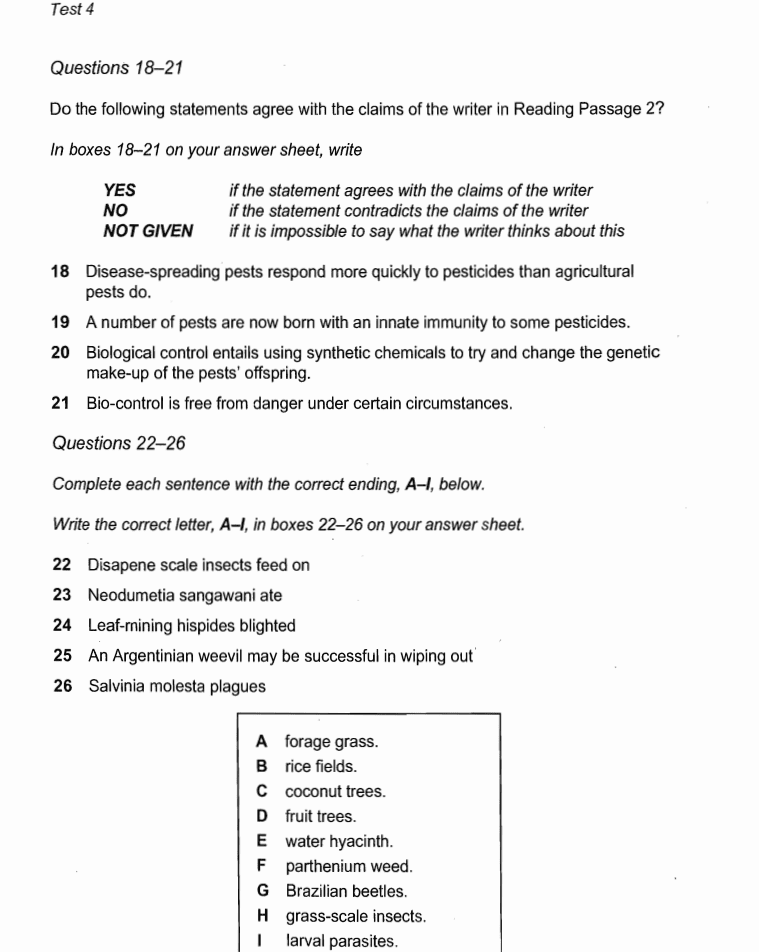 Test 4
Questions 18–21
Do the following statements agree with the claims of the writer in Reading Passage 2?
In boxes 18–21 on your answer sheet, write
YES if the statement agrees with the claims of the writer
NO if the statement contradicts the claims of the writer
NOT GIVEN if it is impossible to say what the writer thinks about this
18 Disease-spreading pests respond more quickly to pesticides than agricultural
pests do.
19 A number of pests are now born with an innate immunity to some pesticides.
20 Biological control entails using synthetic chemicals to try and change the genetic
make-up of the pests' offspring.
21 Bio-control is free from danger under certain circumstances.
Questions 22–26
Complete each sentence with the correct ending, A–I, below.
Write the correct letter, A–I, in boxes 22–26 on your answer sheet.
22 Disapene scale insects feed on
23 Neodumetia sangawani ate
24 Leaf-mining hispides blighted
25 An Argentinian weevil may be successful in wiping out
26 Salvinia molesta plagues
A forage grass.
B rice fields.
C coconut trees.
D fruit trees.
E water hyacinth.
F parthenium weed.
G Brazilian beetles.
H grass-scale insects.
I larval parasites.